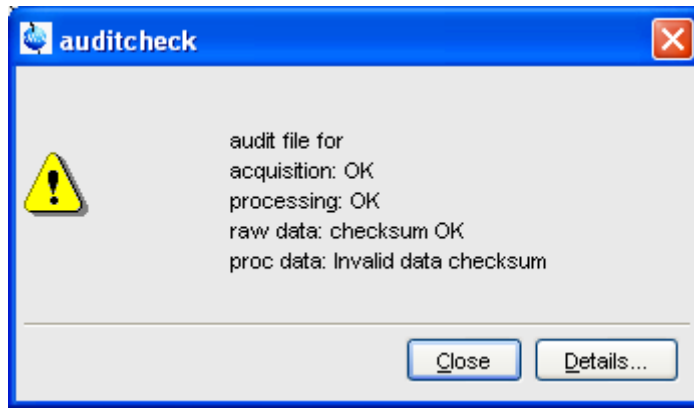 auditcheck
audit file for
acquisition: OK
processing: OK
raw data: checksum OK
proc data: Invalid data checksum
Close
Details...